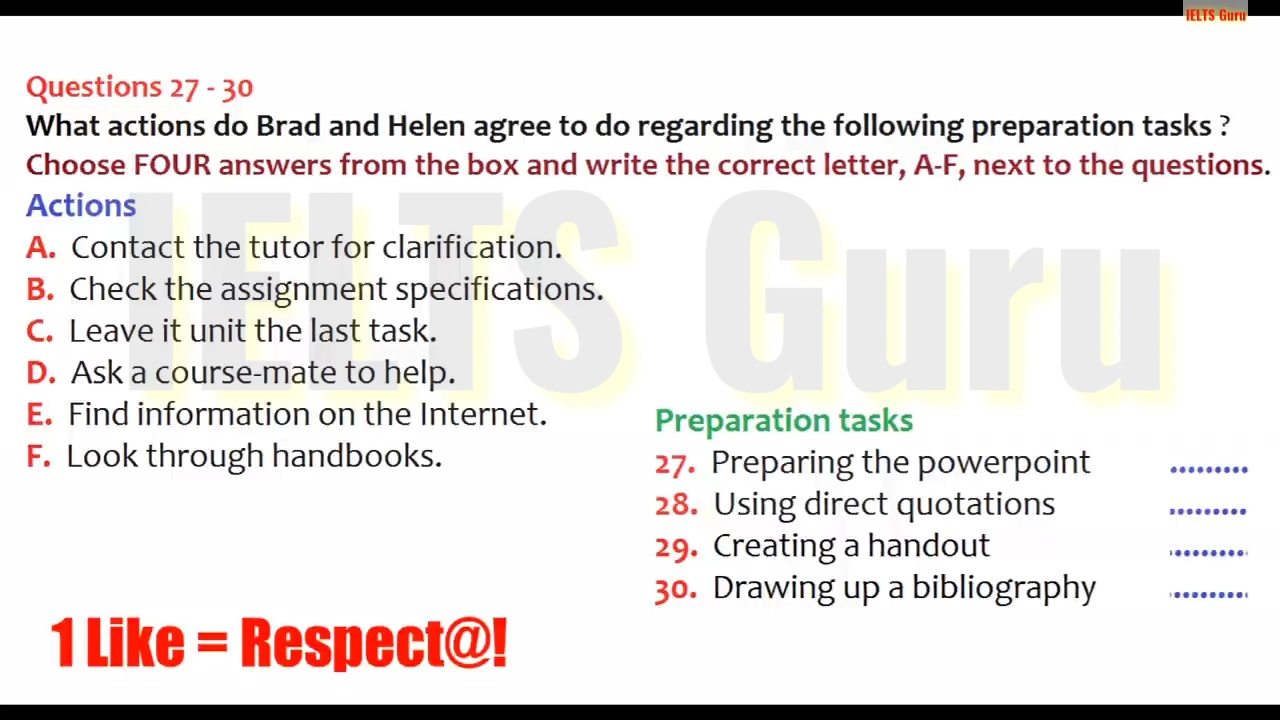 IELTS Guru
Questions 27 - 30
What actions do Brad and Helen agree to do regarding the following preparation tasks ?
Choose FOUR answers from the box and write the correct letter, A-F, next to the questions.
Actions
A. Contact the tutor for clarification.
B. Check the assignment specifications.
C. Leave it unit the last task.
D. Ask a course-mate to help.
E. Find information on the Internet.
F. Look through handbooks.
IELTS Guru
Preparation tasks
27. Preparing the powerpoint .........
28. Using direct quotations .........
29. Creating a handout .........
30. Drawing up a bibliography .........
1 Like = Respect@!